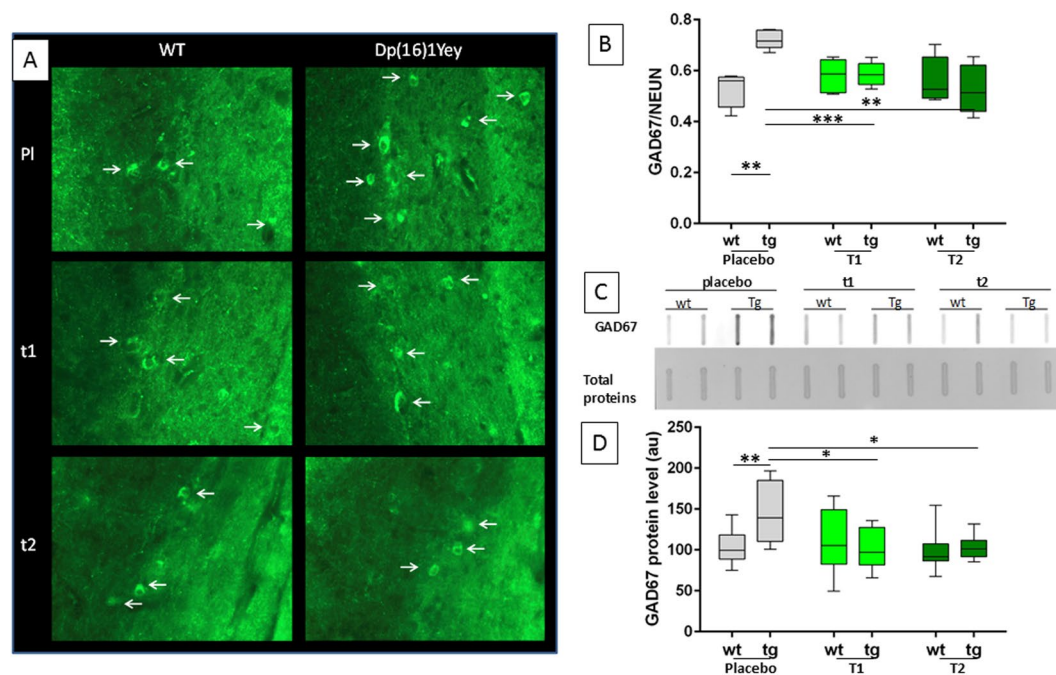 A
WT
Dp(16)1Yey
Pl
t1
t2
B
GAD67/NEUN
0.8
0.6
0.4
0.2
0.0
**
***
**
wt tg wt tg wt tg
Placebo T1 T2
C
placebo t1 t2
wt Tg wt Tg wt Tg
GAD67
Total
proteins
D
GAD67 protein level (au)
250
200
150
100
50
0
*
** *
wt tg wt tg wt tg
Placebo T1 T2